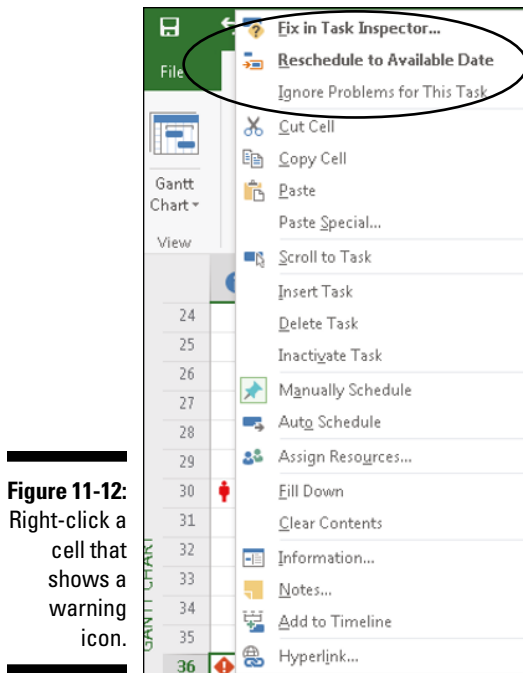 File
Gantt
Chart
View
24
25
26
27
28
29
30
31
32
33
34
35
36
GANTT CHART
Fix in Task Inspector...
Reschedule to Available Date
Ignore Problems for This Task
Cut Cell
Copy Cell
Paste
Paste Special...
Scroll to Task
Insert Task
Delete Task
Inactivate Task
Manually Schedule
Auto Schedule
Assign Resources...
Fill Down
Clear Contents
Information...
Notes...
Add to Timeline
Hyperlink...
Figure 11-12:
Right-click a
cell that
shows a
warning
icon.